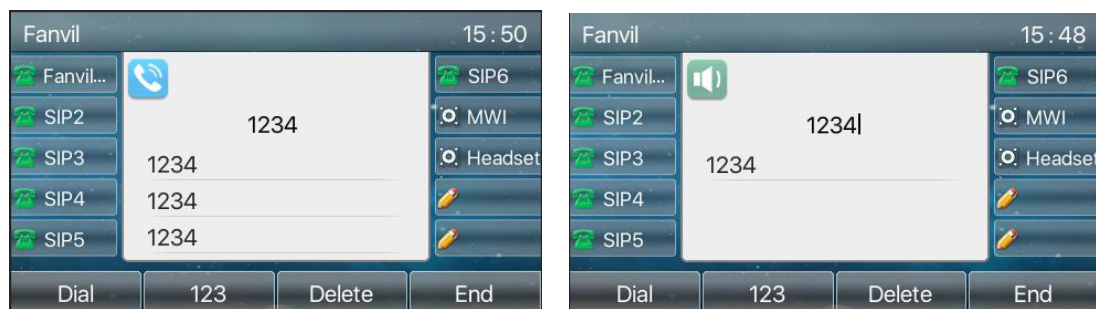 Fanvil 15:50
Fanvil... SIP6
SIP2 1234 MWI
SIP3 1234 Headset
SIP4 1234
SIP5 1234
Dial 123 Delete End
Fanvil 15:48
Fanvil... SIP6
SIP2 1234 MWI
SIP3 1234 Headset
SIP4
SIP5
Dial 123 Delete End